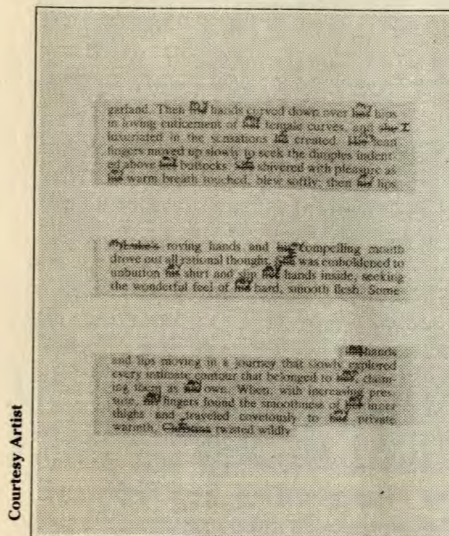 garland. Then hands curved down over lips
in loving enticement of female curves, and she I
luxuriated in the sensations created. lean
fingers moved up slowly to seek the dimples indent-
ed above buttocks. shivered with pleasure as
warm breath touched, blew softly; then lips
my Luke's roving hands and compelling mouth
drove out all rational thought. was emboldened to
unbutton shirt and slip hands inside, seeking
the wonderful feel of hard, smooth flesh. Some-
hands
and lips moving in a journey that slowly explored
every intimate contour that belonged to , claim-
ing them as own. When, with increasing pres-
sure, fingers found the smoothness of inner
thighs and traveled covetously to private
warmth, twisted wildly
Courtesy Artist